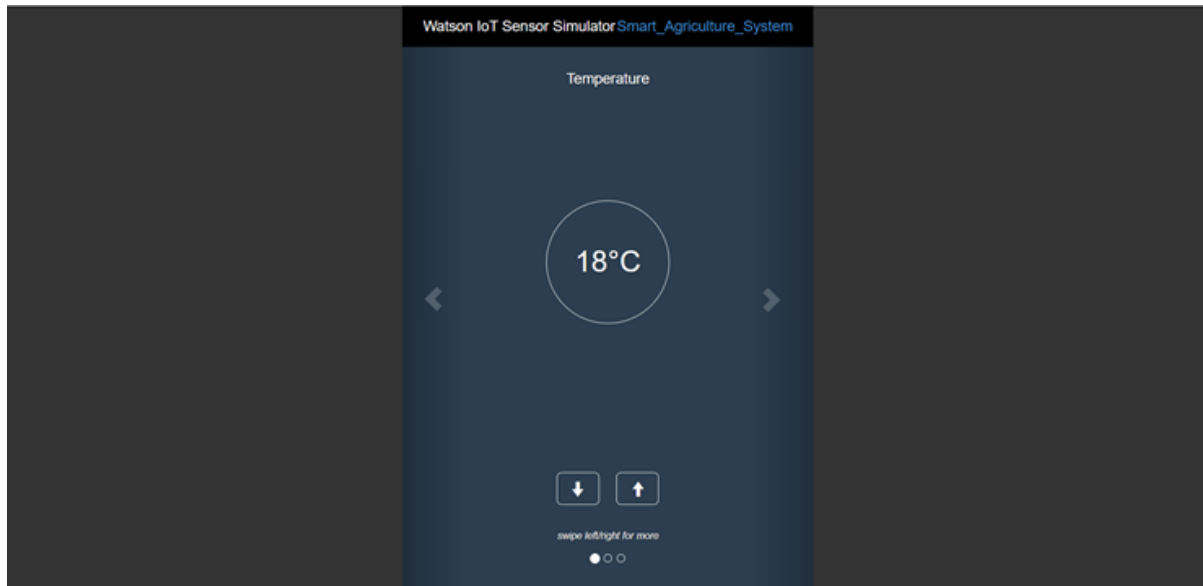 Watson IoT Sensor Simulator Smart_Agriculture_System
Temperature
18°C
swipe left/right for more